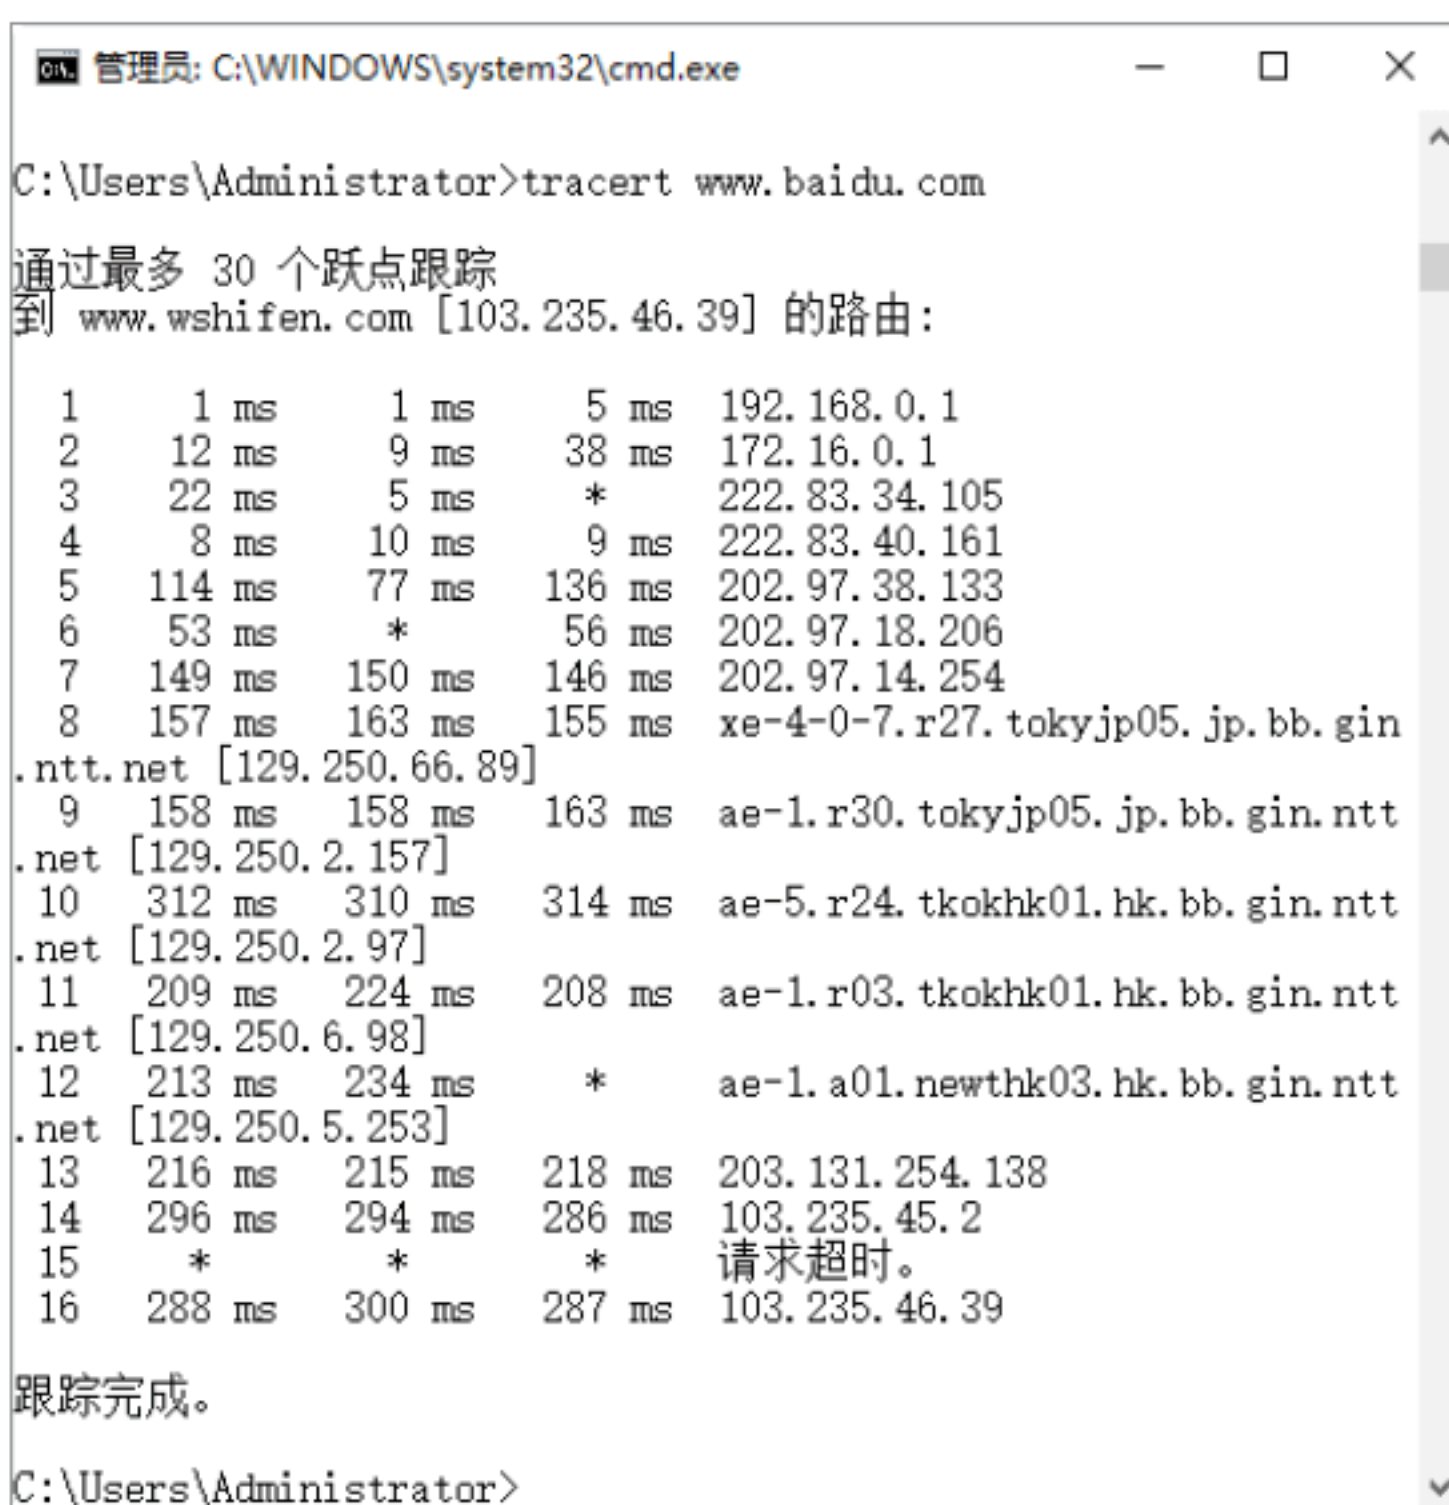 管理员: C:\WINDOWS\system32\cmd.exe
C:\Users\Administrator>tracert www.baidu.com
通过最多 30 个跃点跟踪
到 www.wshifen.com [103.235.46.39] 的路由:
1 1 ms 1 ms 5 ms 192.168.0.1
2 12 ms 9 ms 38 ms 172.16.0.1
3 22 ms 5 ms * 222.83.34.105
4 8 ms 10 ms 9 ms 222.83.40.161
5 114 ms 77 ms 136 ms 202.97.38.133
6 53 ms * 56 ms 202.97.18.206
7 149 ms 150 ms 146 ms 202.97.14.254
8 157 ms 163 ms 155 ms xe-4-0-7.r27.tokyjp05.jp.bb.gin
.ntt.net [129.250.66.89]
9 158 ms 158 ms 163 ms ae-1.r30.tokyjp05.jp.bb.gin.ntt
.net [129.250.2.157]
10 312 ms 310 ms 314 ms ae-5.r24.tkokhk01.hk.bb.gin.ntt
.net [129.250.2.97]
11 209 ms 224 ms 208 ms ae-1.r03.tkokhk01.hk.bb.gin.ntt
.net [129.250.6.98]
12 213 ms 234 ms * ae-1.a01.newthk03.hk.bb.gin.ntt
.net [129.250.5.253]
13 216 ms 215 ms 218 ms 203.131.254.138
14 296 ms 294 ms 286 ms 103.235.45.2
15 * * * 请求超时。
16 288 ms 300 ms 287 ms 103.235.46.39
跟踪完成。
C:\Users\Administrator>